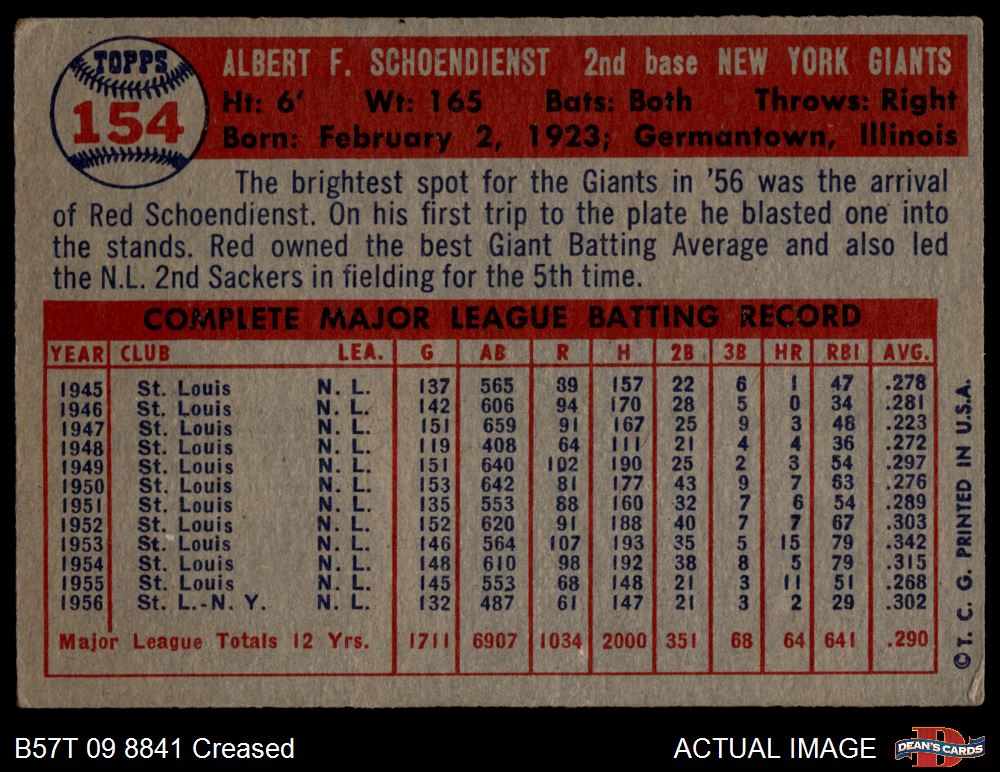 TOPPS
154
ALBERT F. SCHOENDIENST 2nd base NEW YORK GIANTS
Ht: 6' Wt: 165 Bats: Both Throws: Right
Born: February 2, 1923; Germantown, Illinois
The brightest spot for the Giants in '56 was the arrival
of Red Schoendienst. On his first trip to the plate he blasted one into
the stands. Red owned the best Giant Batting Average and also led
the N.L. 2nd Sackers in fielding for the 5th time.
COMPLETE MAJOR LEAGUE BATTING RECORD
YEAR CLUB LEA. G AB R H 2B 3B HR RBI AVG.
1945 St. Louis N. L. 137 565 89 157 22 6 1 47 .278
1946 St. Louis N. L. 142 606 94 170 28 5 0 34 .281
1947 St. Louis N. L. 151 659 91 167 25 9 3 48 .223
1948 St. Louis N. L. 119 408 64 111 21 4 4 36 .272
1949 St. Louis N. L. 151 640 102 190 25 2 3 54 .297
1950 St. Louis N. L. 153 642 81 177 43 9 7 63 .276
1951 St. Louis N. L. 135 553 88 160 32 7 6 54 .289
1952 St. Louis N. L. 152 620 91 188 40 7 7 67 .303
1953 St. Louis N. L. 146 564 107 193 35 5 15 79 .342
1954 St. Louis N. L. 148 610 98 192 38 8 5 79 .315
1955 St. Louis N. L. 145 553 68 148 21 3 11 51 .268
1956 St. L.-N. Y. N. L. 132 487 61 147 21 3 2 29 .302
Major League Totals 12 Yrs. 1711 6907 1034 2000 351 68 64 641 .290
©T. C. G. PRINTED IN U.S.A.
B57T 09 8841 Creased
ACTUAL IMAGE
DEAN'S CARDS